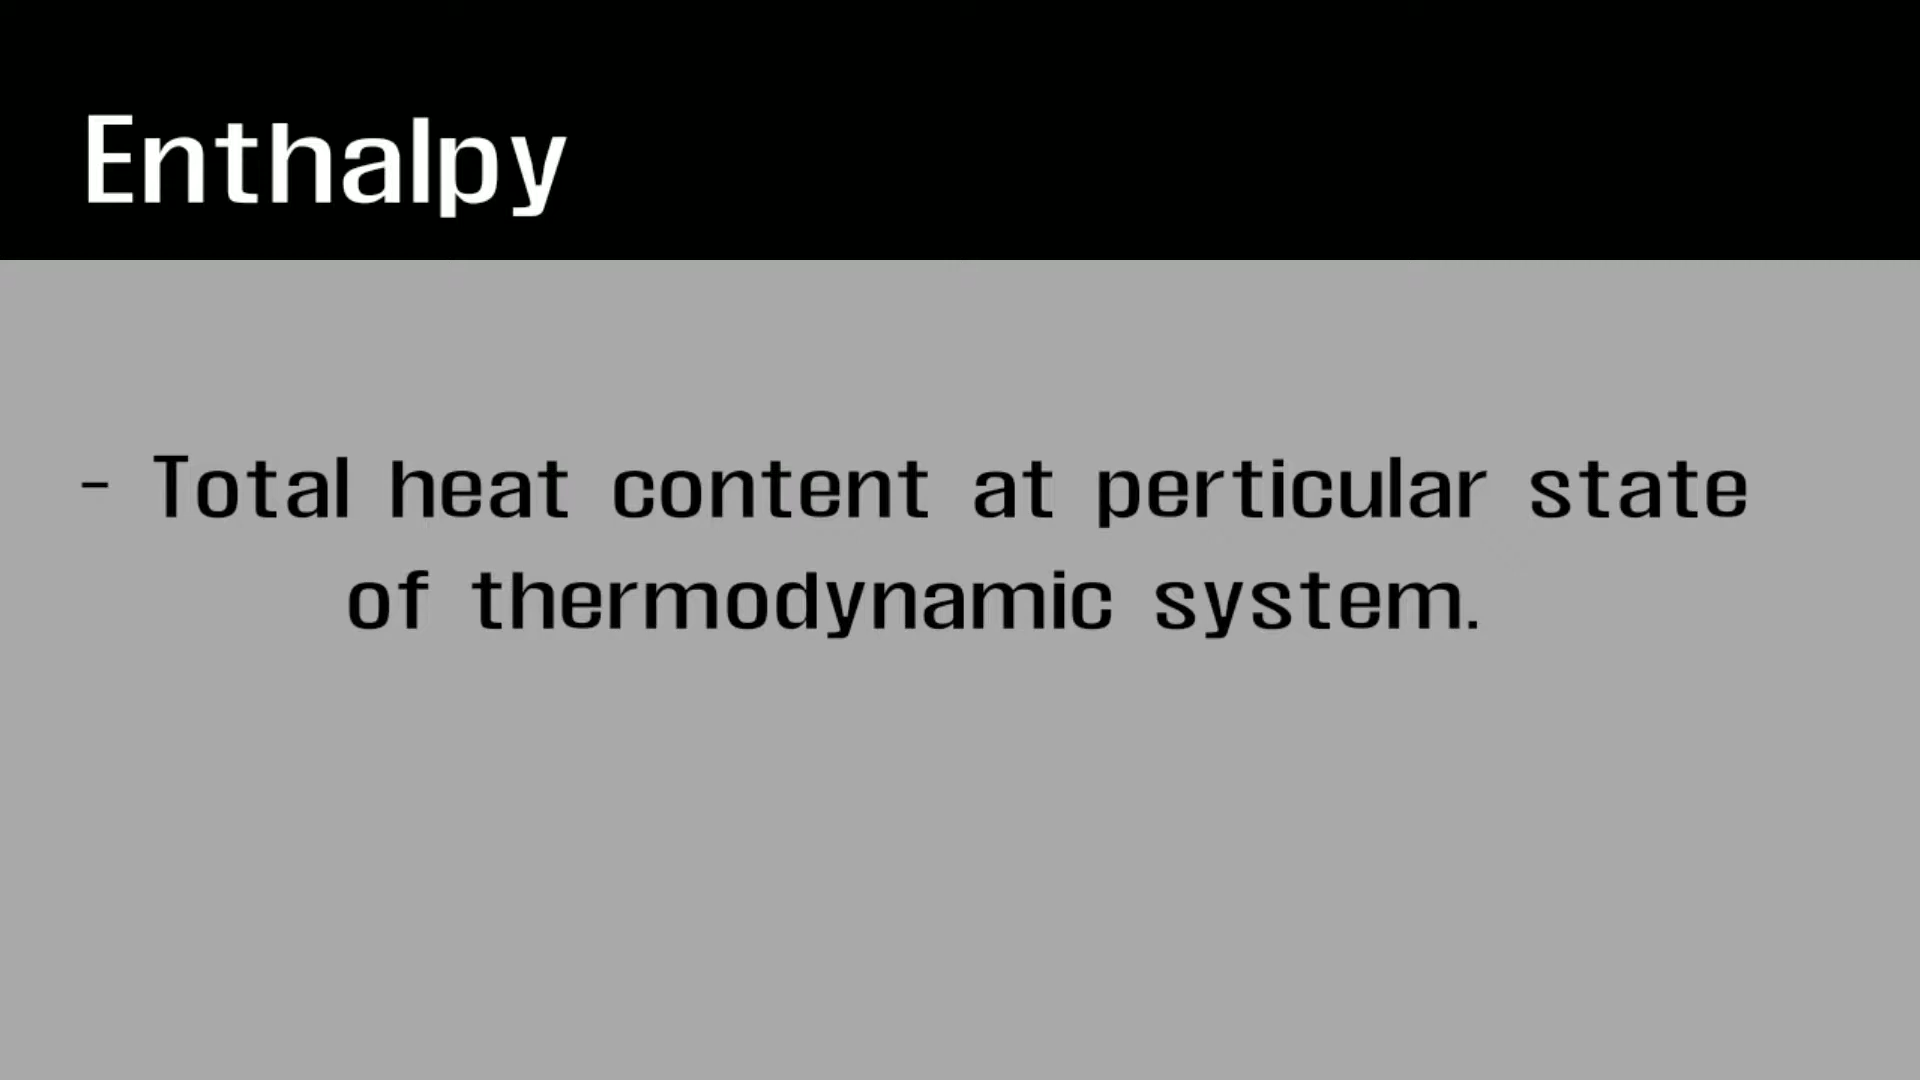 Enthalpy
- Total heat content at perticular state
of thermodynamic system.